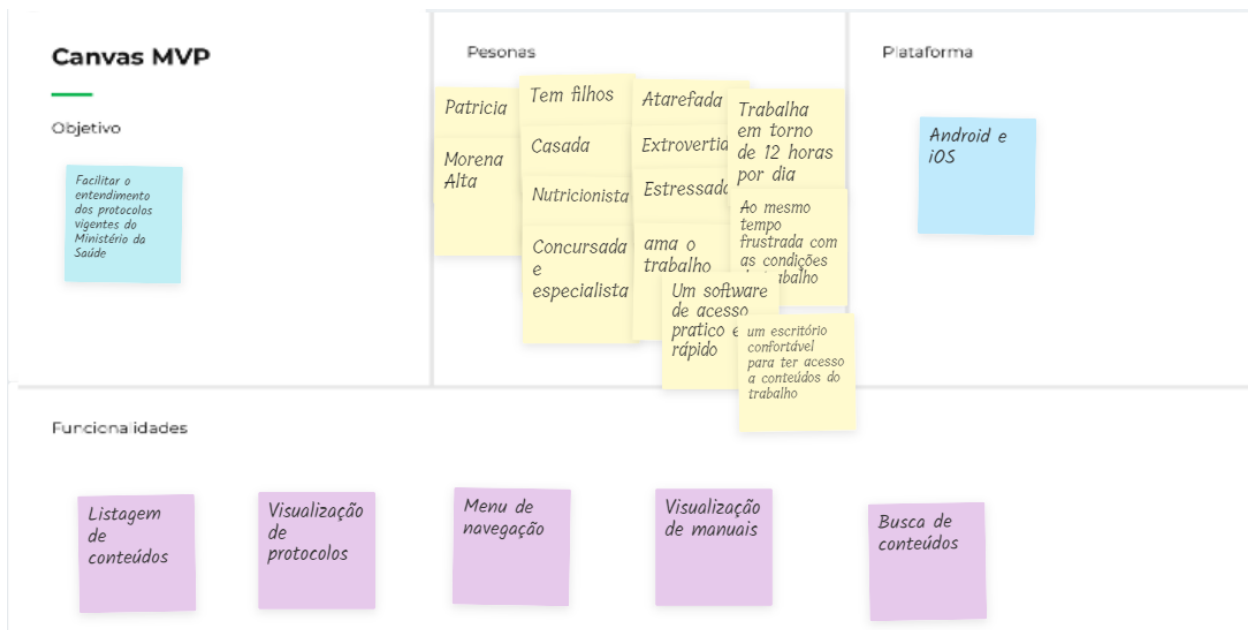 Canvas MVP
Objetivo
Facilitar o
entendimento
dos protocolos
vigentes do
Ministério da
Saúde
Pesonas
Patricia
Morena
Alta
Tem filhos
Casada
Nutricionista
Concursada
e
especialista
Atarefada
Extrovertid
Estressada
ama o
trabalho
Trabalha
em torno
de 12 horas
por dia
Ao mesmo
tempo
frustrada com
as condições
trabalho
Um software
de acesso
pratico e
rápido
um escritório
confortável
para ter acesso
a conteúdos do
trabalho
Plataforma
Android e
iOS
Funcionalidades
Listagem
de
conteúdos
Visualização
de
protocolos
Menu de
navegação
Visualização
de manuais
Busca de
conteúdos